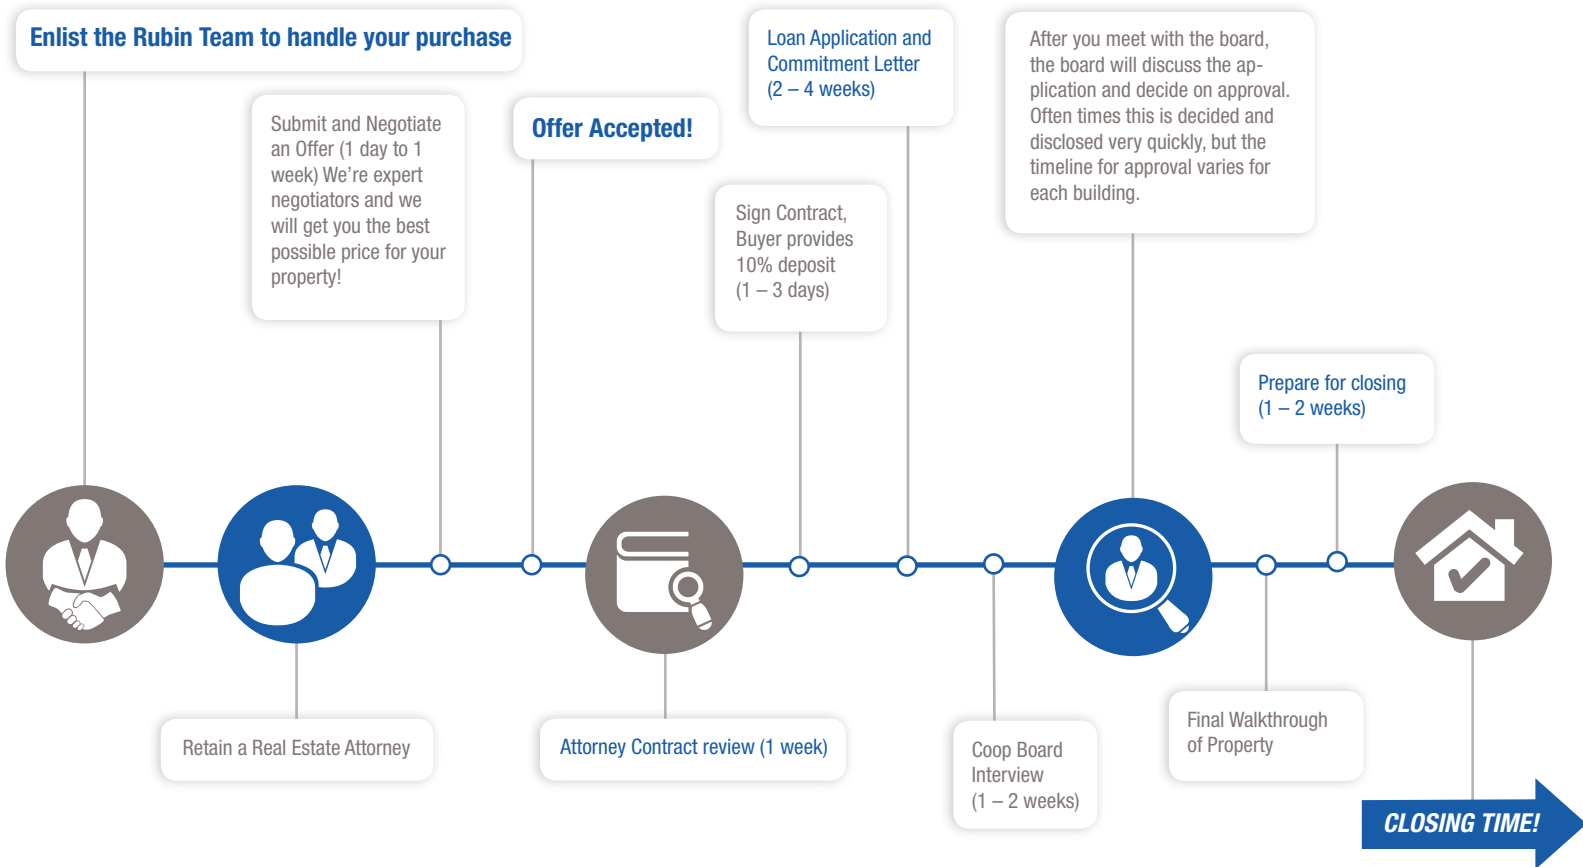 Enlist the Rubin Team to handle your purchase
Retain a Real Estate Attorney
Submit and Negotiate
an Offer (1 day to 1
week) We’re expert
negotiators and we
will get you the best
possible price for your
property!
Offer Accepted!
Attorney Contract review (1 week)
Sign Contract,
Buyer provides
10% deposit
(1 – 3 days)
Loan Application and
Commitment Letter
(2 – 4 weeks)
Coop Board
Interview
(1 – 2 weeks)
After you meet with the board,
the board will discuss the ap-
plication and decide on approval.
Often times this is decided and
disclosed very quickly, but the
timeline for approval varies for
each building.
Final Walkthrough
of Property
Prepare for closing
(1 – 2 weeks)
CLOSING TIME!